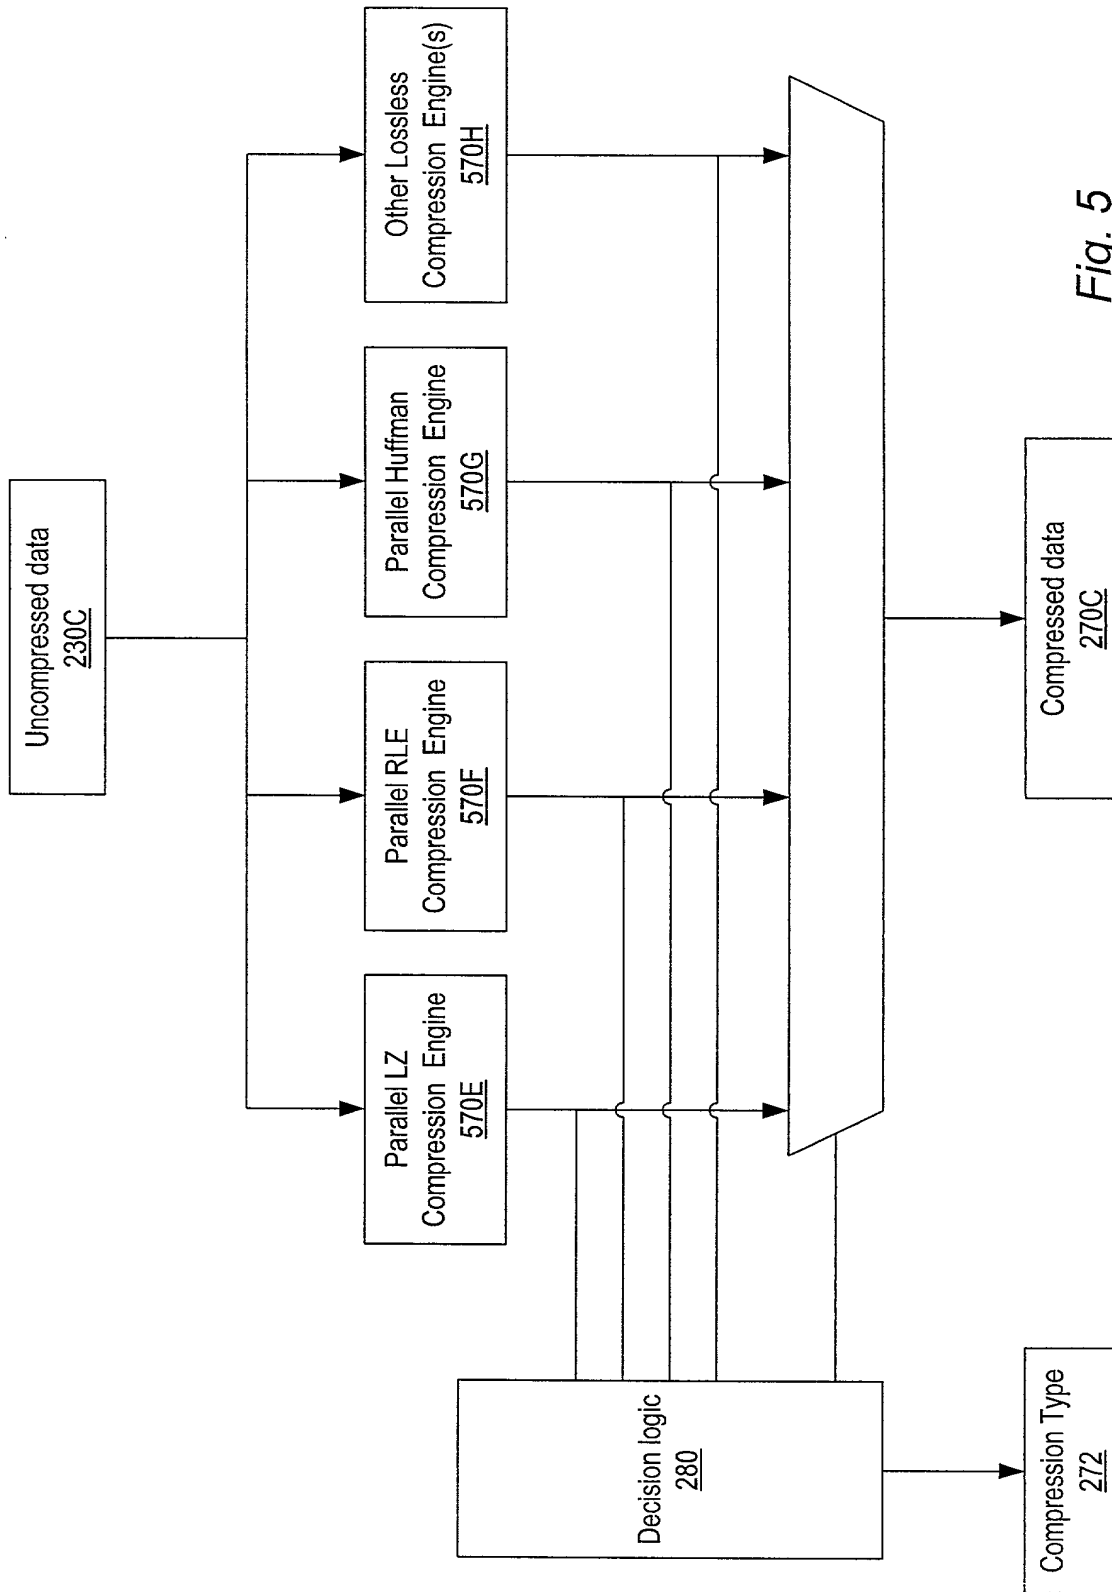 Uncompressed data
230C
Parallel LZ
Compression Engine
570E
Parallel RLE
Compression Engine
570F
Parallel Huffman
Compression Engine
570G
Other Lossless
Compression Engine(s)
570H
Decision logic
280
Compression Type
272
Compressed data
270C
Fig. 5